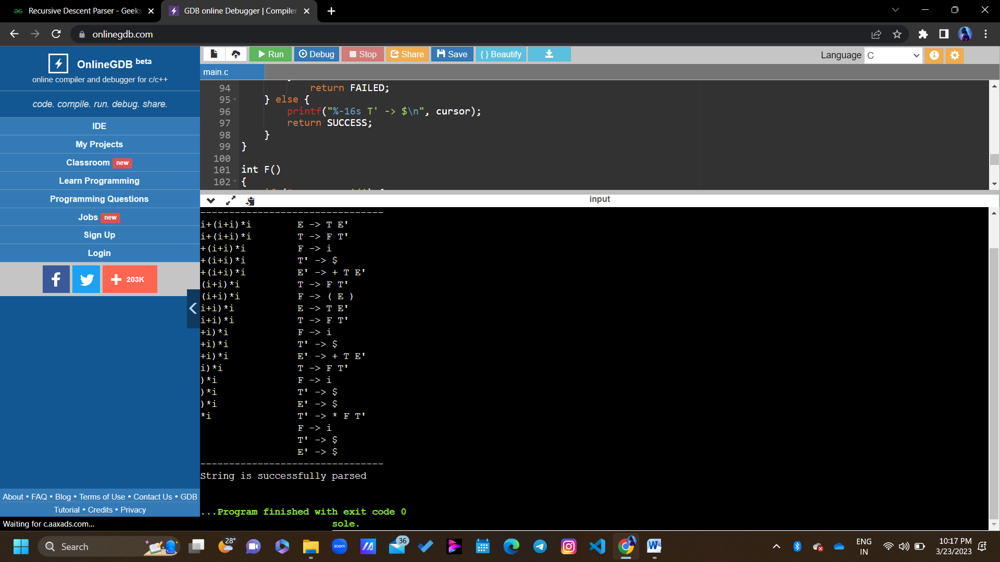 Recursive Descent Parser - Geeks
GDB online Debugger | Compiler
onlinegdb.com
OnlineGDB beta
online compiler and debugger for c/c++
code. compile. run. debug. share.
IDE
My Projects
Classroom new
Learn Programming
Programming Questions
Jobs new
Sign Up
Login
203K
About • FAQ • Blog • Terms of Use • Contact Us • GDB
Tutorial • Credits • Privacy
Waiting for c.aaxads.com...
Run Debug Stop Share Save { } Beautify
Language C
main.c
94 return FAILED;
95 } else {
96 printf("%-16s T' -> $\n", cursor);
97 return SUCCESS;
98 }
99 }
100
101 int F()
102 {
input
--------------------------------
i+(i+i)*i E -> T E'
i+(i+i)*i T -> F T'
+(i+i)*i F -> i
+(i+i)*i T' -> $
+(i+i)*i E' -> + T E'
(i+i)*i T -> F T'
(i+i)*i F -> ( E )
i+i)*i E -> T E'
i+i)*i T -> F T'
+i)*i F -> i
+i)*i T' -> $
+i)*i E' -> + T E'
i)*i T -> F T'
)*i F -> i
)*i T' -> $
)*i E' -> $
*i T' -> * F T'
F -> i
T' -> $
E' -> $
--------------------------------
String is successfully parsed
...Program finished with exit code 0
sole.
Search
28°
zoom
36
ENG
IN
10:17 PM
3/23/2023